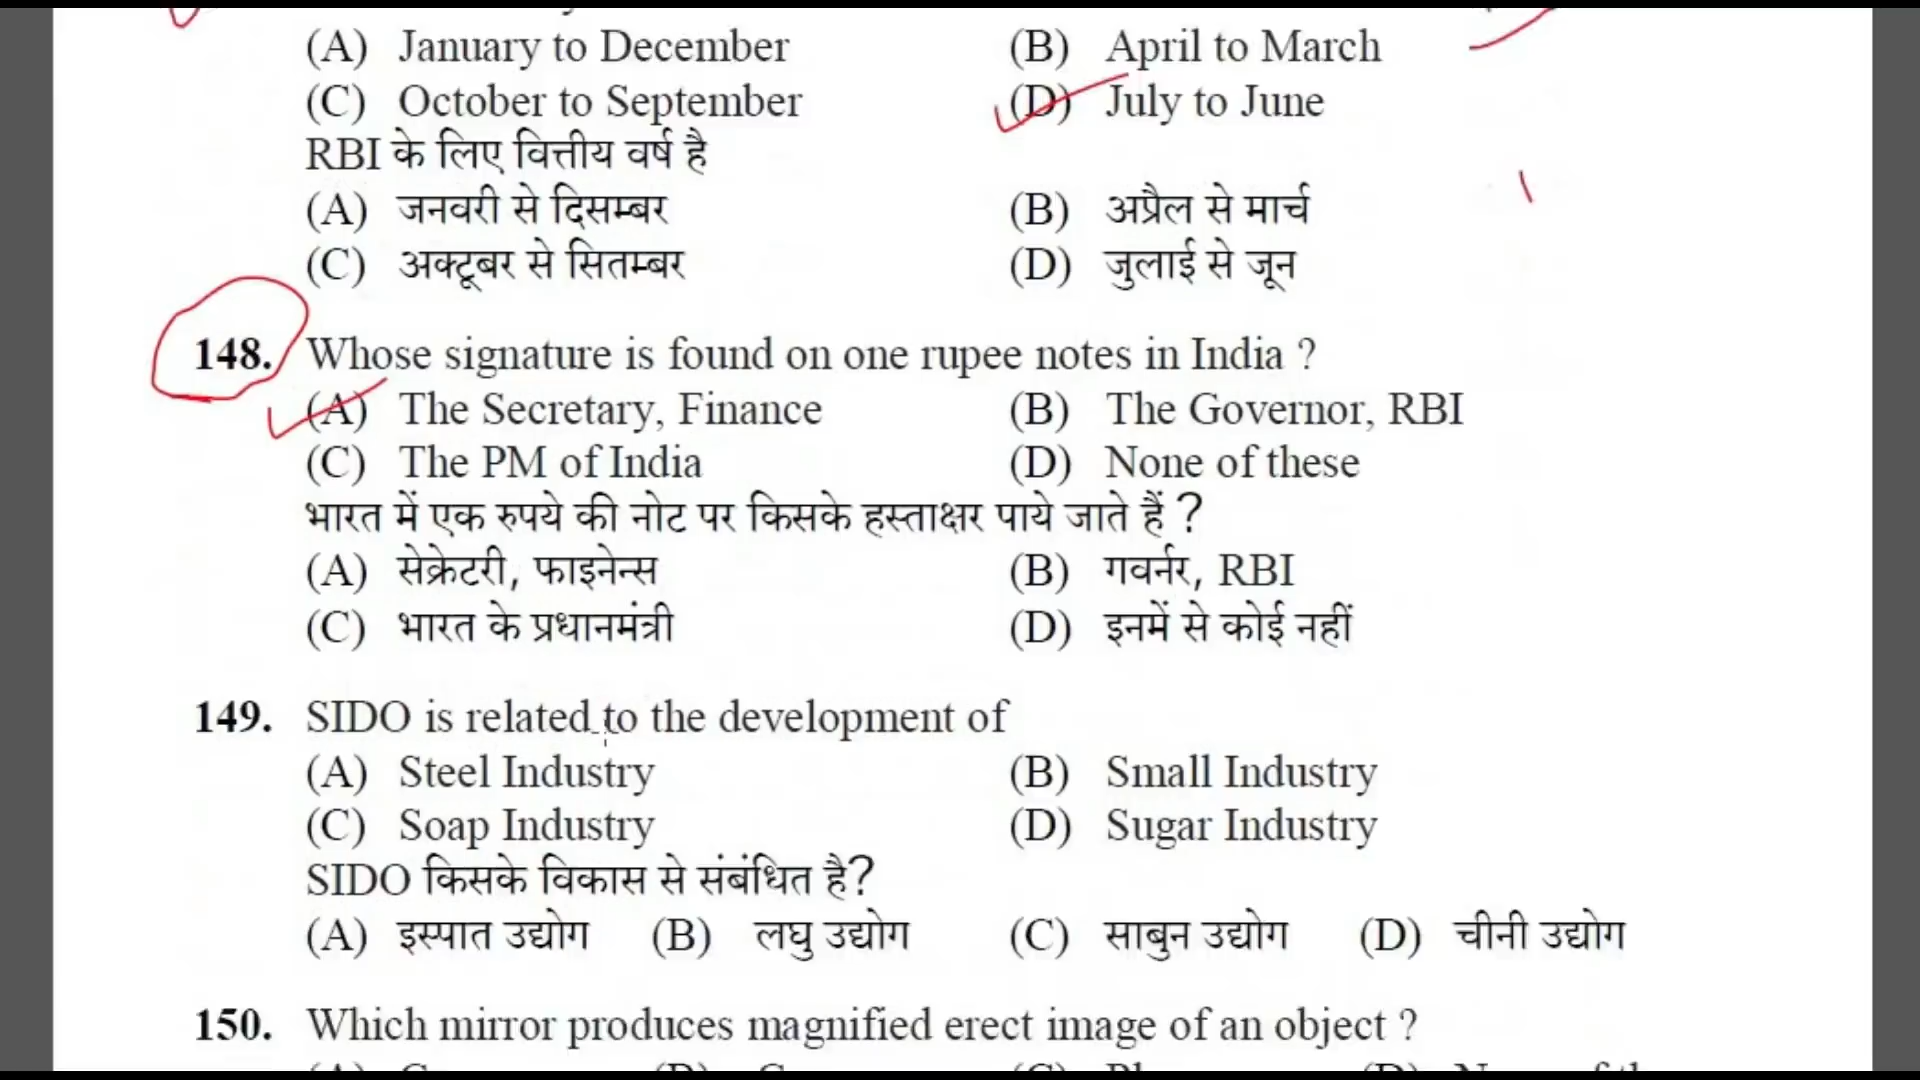 (A) January to December (B) April to March
(C) October to September (D) July to June
RBI के लिए वित्तीय वर्ष है
(A) जनवरी से दिसम्बर (B) अप्रैल से मार्च
(C) अक्टूबर से सितम्बर (D) जुलाई से जून
148. Whose signature is found on one rupee notes in India ?
(A) The Secretary, Finance (B) The Governor, RBI
(C) The PM of India (D) None of these
भारत में एक रुपये की नोट पर किसके हस्ताक्षर पाये जाते हैं ?
(A) सेक्रेटरी, फाइनेन्स (B) गवर्नर, RBI
(C) भारत के प्रधानमंत्री (D) इनमें से कोई नहीं
149. SIDO is related to the development of
(A) Steel Industry (B) Small Industry
(C) Soap Industry (D) Sugar Industry
SIDO किसके विकास से संबंधित है?
(A) इस्पात उद्योग (B) लघु उद्योग (C) साबुन उद्योग (D) चीनी उद्योग
150. Which mirror produces magnified erect image of an object ?